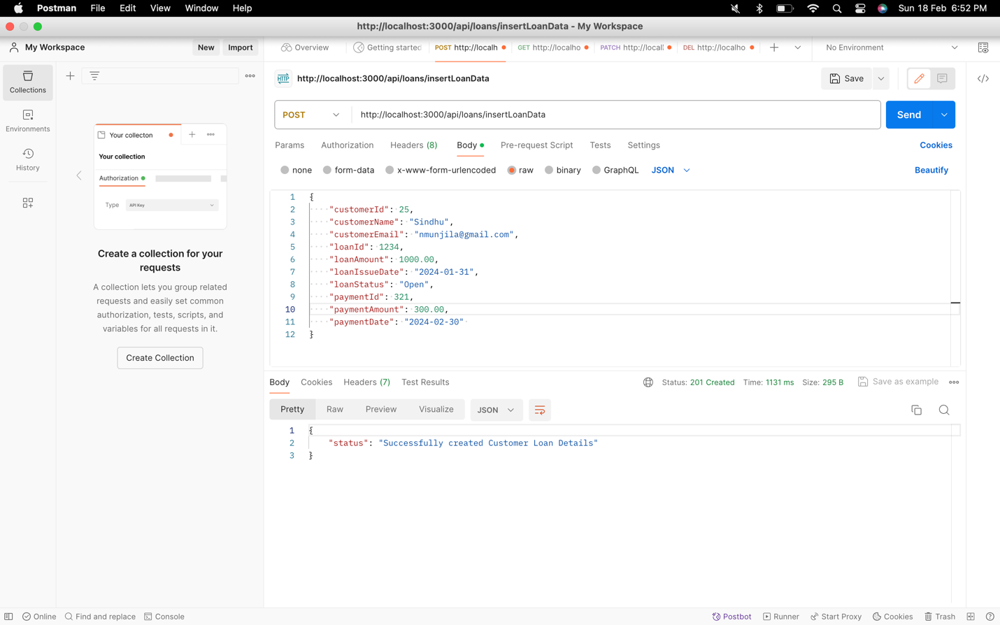 Postman File Edit View Window Help Sun 18 Feb 6:52 PM
http://localhost:3000/api/loans/insertLoanData - My Workspace
My Workspace New Import Overview Getting started POST http://localh GET http://localho PATCH http://locall DEL http://localho No Environment
Collections
Environments
History
Your collecton
Your collection
Authorization
Type API Key
Create a collection for your
requests
A collection lets you group related
requests and easily set common
authorization, tests, scripts, and
variables for all requests in it.
Create Collection
HTTP http://localhost:3000/api/loans/insertLoanData Save
POST http://localhost:3000/api/loans/insertLoanData Send
Params Authorization Headers (8) Body Pre-request Script Tests Settings Cookies
none form-data x-www-form-urlencoded raw binary GraphQL JSON Beautify
1 {
2 "customerId": 25,
3 "customerName": "Sindhu",
4 "customerEmail": "nmunjila@gmail.com",
5 "loanId": 1234,
6 "loanAmount": 1000.00,
7 "loanIssueDate": "2024-01-31",
8 "loanStatus": "Open",
9 "paymentId": 321,
10 "paymentAmount": 300.00,
11 "paymentDate": "2024-02-30"
12 }
Body Cookies Headers (7) Test Results Status: 201 Created Time: 1131 ms Size: 295 B Save as example
Pretty Raw Preview Visualize JSON
1 {
2 "status": "Successfully created Customer Loan Details"
3 }
Online Find and replace Console Postbot Runner Start Proxy Cookies Trash